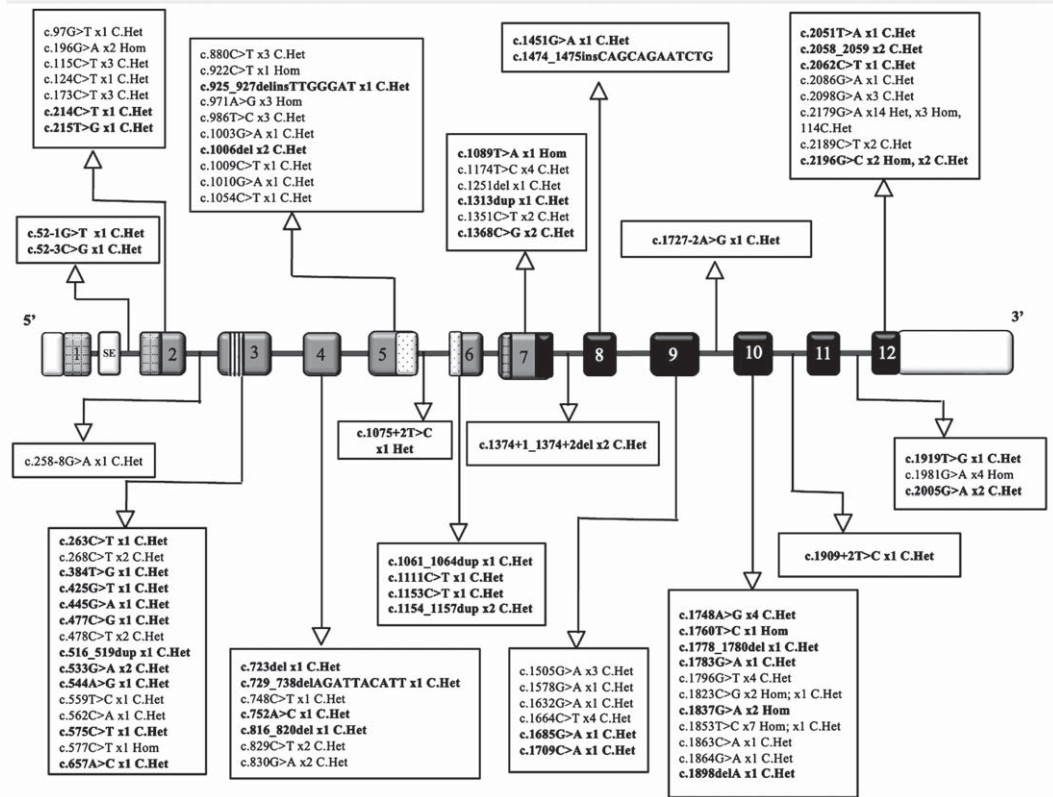 c.97G>T x1 C.Het
c.196G>A x2 Hom
c.115C>T x3 C.Het
c.124C>T x1 C.Het
c.173C>T x3 C.Het
c.214C>T x1 C.Het
c.215T>G x1 C.Het
c.880C>T x3 C.Het
c.922C>T x1 Hom
c.925_927delinsTTGGGAT x1 C.Het
c.971A>G x3 Hom
c.986T>C x3 C.Het
c.1003G>A x1 C.Het
c.1006del x2 C.Het
c.1009C>T x1 C.Het
c.1010G>A x1 C.Het
c.1054C>T x1 C.Het
c.1451G>A x1 C.Het
c.1474_1475insCAGCAGAATCTG
c.2051T>A x1 C.Het
c.2058_2059 x2 C.Het
c.2062C>T x1 C.Het
c.2086G>A x1 C.Het
c.2098G>A x3 C.Het
c.2179G>A x14 Het, x3 Hom,
114C.Het
c.2189C>T x2 C.Het
c.2196G>C x2 Hom, x2 C.Het
c.1089T>A x1 Hom
c.1174T>C x4 C.Het
c.1251del x1 C.Het
c.1313dup x1 C.Het
c.1351C>T x2 C.Het
c.1368C>G x2 C.Het
c.52-1G>T x1 C.Het
c.52-3C>G x1 C.Het
c.1727-2A>G x1 C.Het
5’
3’
1 SE 2 3 4 5 6 7 8 9 10 11 12
c.258-8G>A x1 C.Het
c.1075+2T>C
x1 Het
c.1374+1_1374+2del x2 C.Het
c.1919T>G x1 C.Het
c.1981G>A x4 Hom
c.2005G>A x2 C.Het
c.263C>T x1 C.Het
c.268C>T x2 C.Het
c.384T>G x1 C.Het
c.425G>T x1 C.Het
c.445G>A x1 C.Het
c.477C>G x1 C.Het
c.478C>T x2 C.Het
c.516_519dup x1 C.Het
c.533G>A x2 C.Het
c.544A>G x1 C.Het
c.559T>C x1 C.Het
c.562C>A x1 C.Het
c.575C>T x1 C.Het
c.577C>T x1 Hom
c.657A>C x1 C.Het
c.1061_1064dup x1 C.Het
c.1111C>T x1 C.Het
c.1153C>T x1 C.Het
c.1154_1157dup x2 C.Het
c.1909+2T>C x1 C.Het
c.723del x1 C.Het
c.729_738delAGATTACATT x1 C.Het
c.748C>T x1 C.Het
c.752A>C x1 C.Het
c.816_820del x1 C.Het
c.829C>T x2 C.Het
c.830G>A x2 C.Het
c.1505G>A x3 C.Het
c.1578G>A x1 C.Het
c.1632G>A x1 C.Het
c.1664C>T x4 C.Het
c.1685G>A x1 C.Het
c.1709C>A x1 C.Het
c.1748A>G x4 C.Het
c.1760T>C x1 Hom
c.1778_1780del x1 C.Het
c.1783G>A x1 C.Het
c.1796G>T x4 C.Het
c.1823C>G x2 Hom; x1 C.Het
c.1837G>A x2 Hom
c.1853T>C x7 Hom; x1 C.Het
c.1863C>A x1 C.Het
c.1864G>A x1 C.Het
c.1898delA x1 C.Het